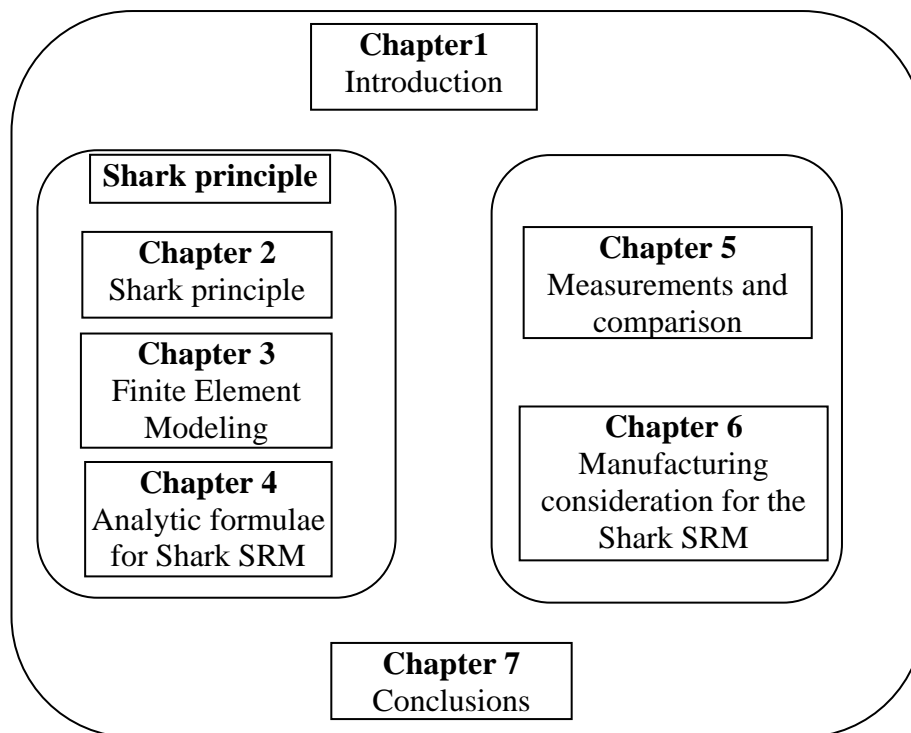 Chapter1
Introduction
Shark principle
Chapter 2
Shark principle
Chapter 3
Finite Element
Modeling
Chapter 4
Analytic formulae
for Shark SRM
Chapter 5
Measurements and
comparison
Chapter 6
Manufacturing
consideration for the
Shark SRM
Chapter 7
Conclusions